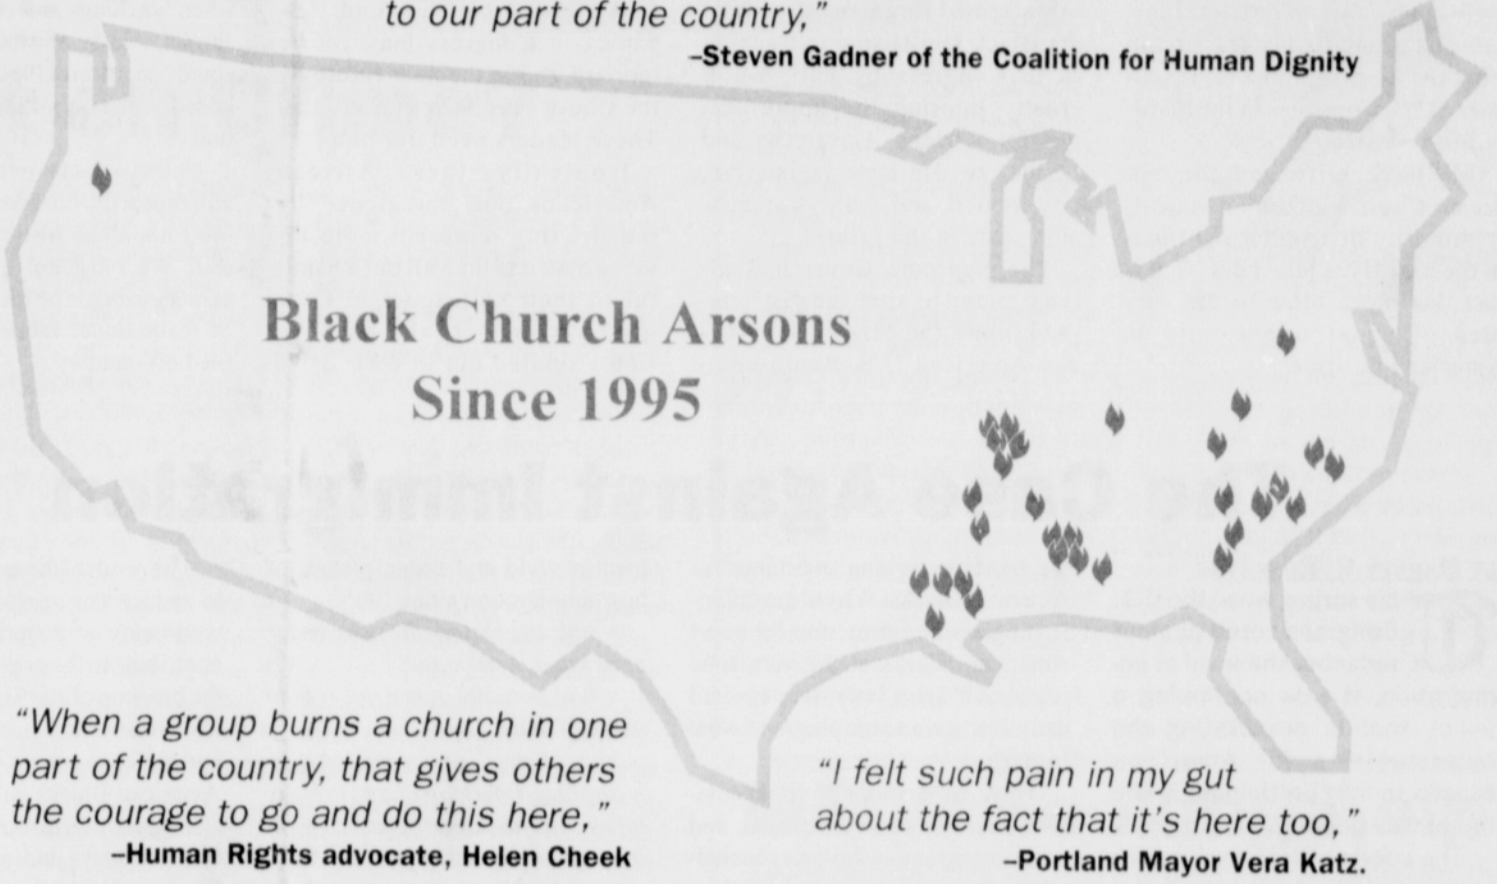 to our part of the country,”
–Steven Gadner of the Coalition for Human Dignity
Black Church Arsons
Since 1995
“When a group burns a church in one
part of the country, that gives others
the courage to go and do this here,”
–Human Rights advocate, Helen Cheek
“I felt such pain in my gut
about the fact that it’s here too,”
–Portland Mayor Vera Katz.